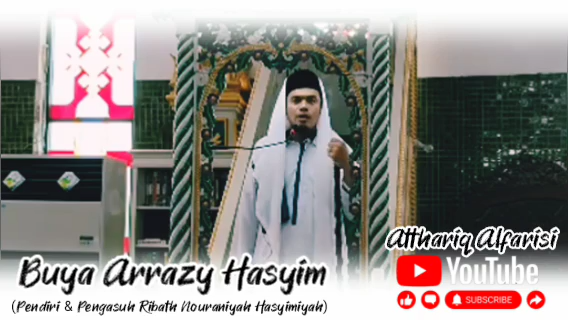 Atthariq Alfarisi
Buya Arrazy Hasyim
YouTube
(Pendiri & Pengasuh Ribath Nouraniyah Hasyimiyah)
SUBSCRIBE